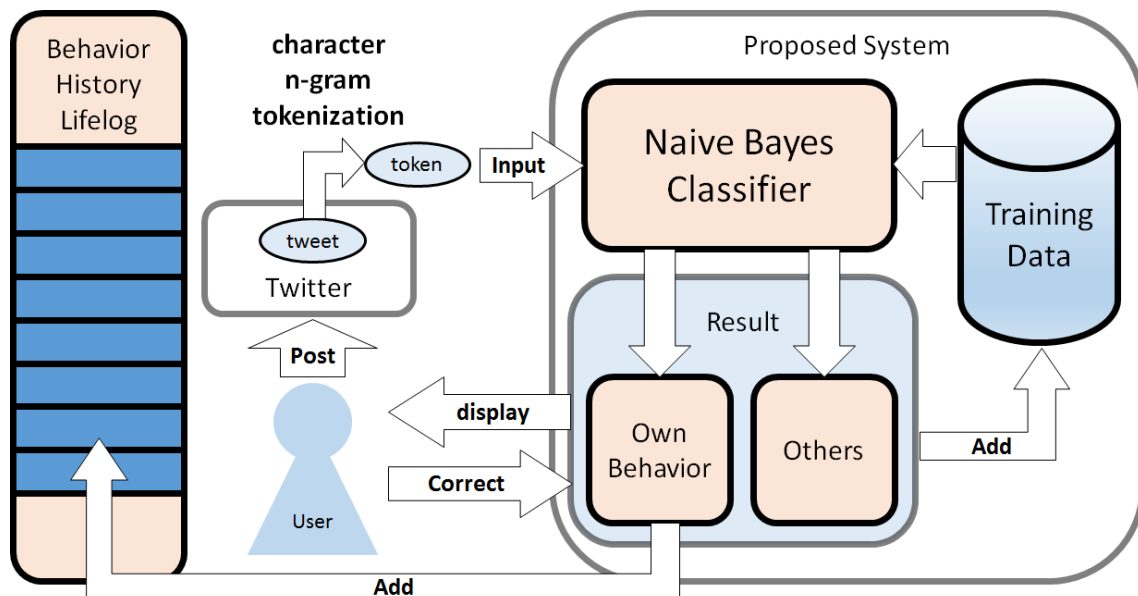 Behavior
History
Lifelog
character
n-gram
tokenization
token
Input
tweet
Twitter
Post
User
display
Correct
Add
Proposed System
Naive Bayes
Classifier
Training
Data
Result
Own
Behavior
Others
Add